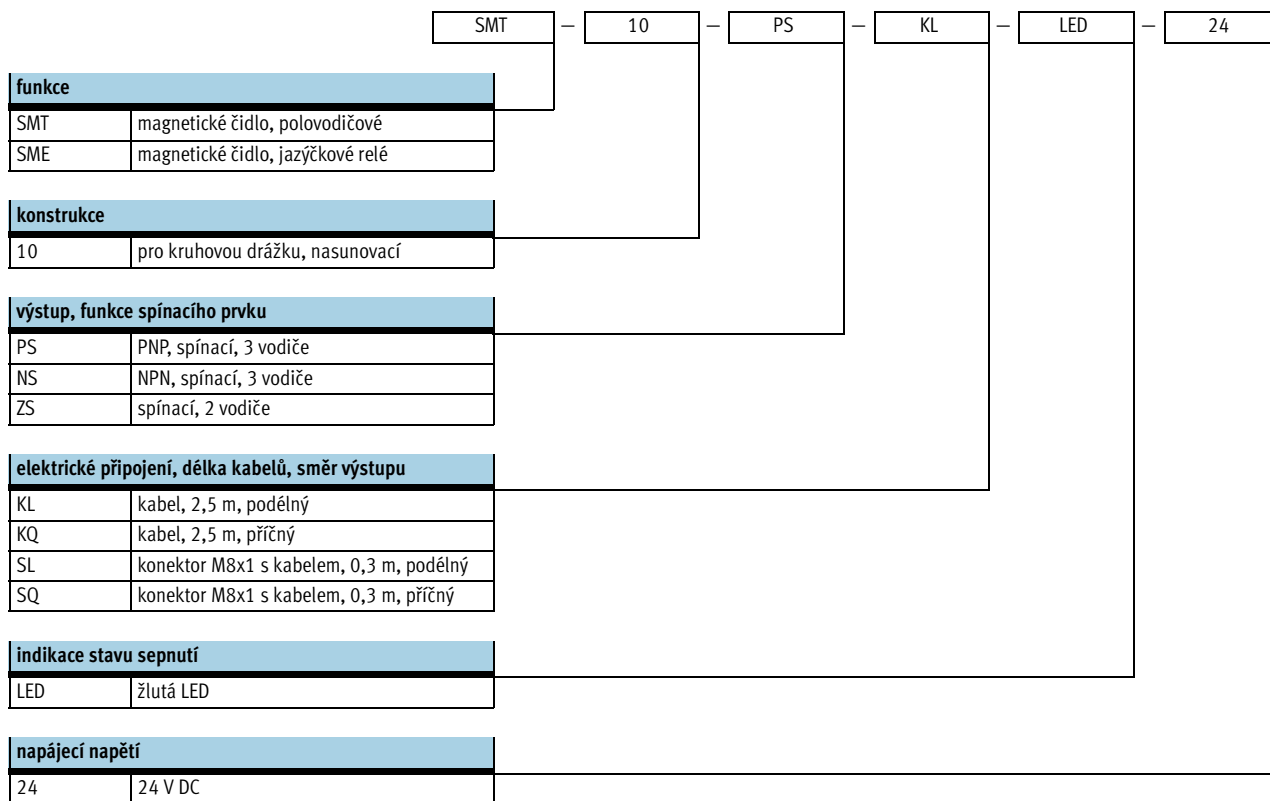 SMT – 10 – PS – KL – LED – 24
funkce
SMT magnetické čidlo, polovodičové
SME magnetické čidlo, jazýčkové relé
konstrukce
10 pro kruhovou drážku, nasunovací
výstup, funkce spínacího prvku
PS PNP, spínací, 3 vodiče
NS NPN, spínací, 3 vodiče
ZS spínací, 2 vodiče
elektrické připojení, délka kabelů, směr výstupu
KL kabel, 2,5 m, podélný
KQ kabel, 2,5 m, příčný
SL konektor M8x1 s kabelem, 0,3 m, podélný
SQ konektor M8x1 s kabelem, 0,3 m, příčný
indikace stavu sepnutí
LED žlutá LED
napájecí napětí
24 24 V DC